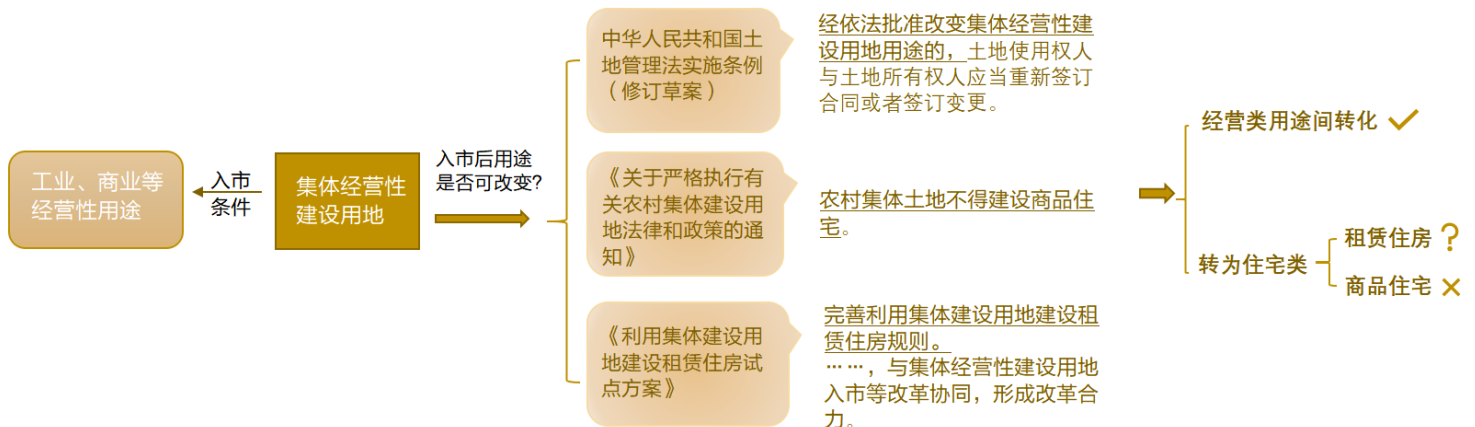 工业、商业等
经营性用途
入市
条件
集体经营性
建设用地
入市后用途
是否可改变?
中华人民共和国土
地管理法实施条例
（修订草案）
经依法批准改变集体经营性建
设用地用途的，土地使用权人
与土地所有权人应当重新签订
合同或者签订变更。
《关于严格执行有
关农村集体建设用
地法律和政策的通
知》
农村集体土地不得建设商品住
宅。
《利用集体建设用
地建设租赁住房试
点方案》
完善利用集体建设用地建设租
赁住房规则。
……，与集体经营性建设用地
入市等改革协同，形成改革合
力。
经营类用途间转化
转为住宅类
租赁住房？
商品住宅